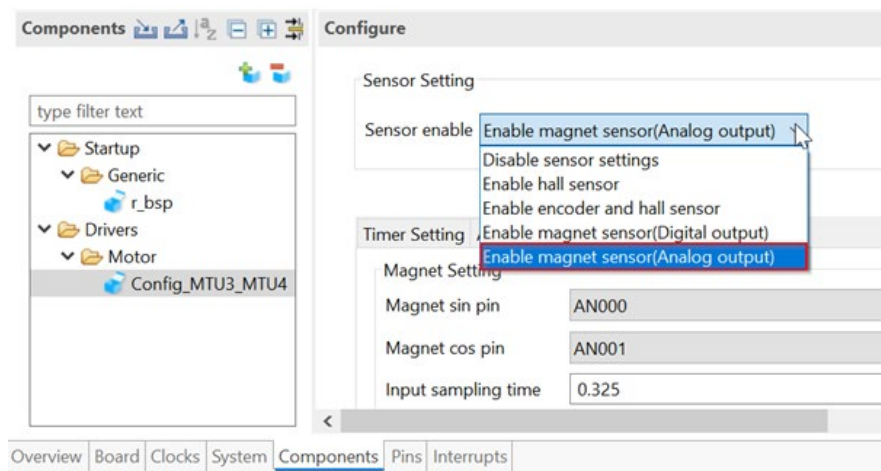 Components
Configure
type filter text
Startup
Generic
r_bsp
Drivers
Motor
Config_MTU3_MTU4
Sensor Setting
Sensor enable Enable magnet sensor(Analog output)
Disable sensor settings
Enable hall sensor
Enable encoder and hall sensor
Enable magnet sensor(Digital output)
Enable magnet sensor(Analog output)
Timer Setting
Magnet Setting
Magnet sin pin AN000
Magnet cos pin AN001
Input sampling time 0.325
Overview Board Clocks System Components Pins Interrupts